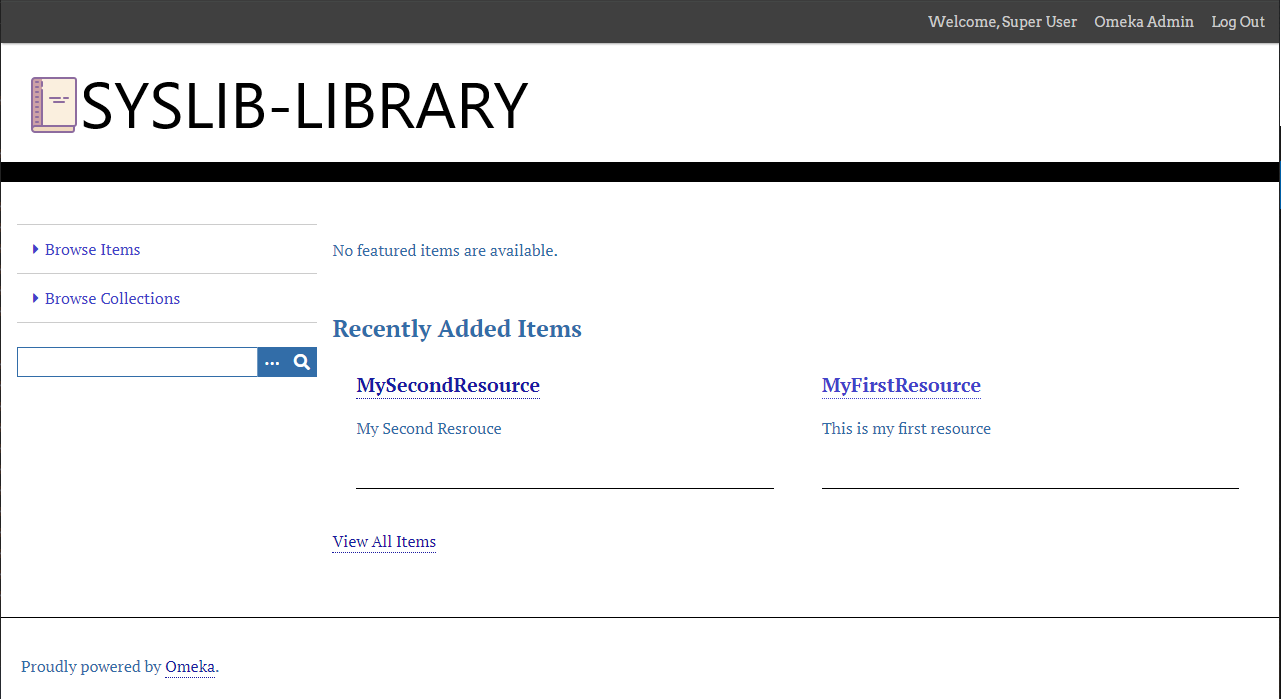 Welcome, Super User Omeka Admin Log Out
SYSLIB-LIBRARY
Browse Items
Browse Collections
No featured items are available.
Recently Added Items
MySecondResource
My Second Resrouce
MyFirstResource
This is my first resource
View All Items
Proudly powered by Omeka.